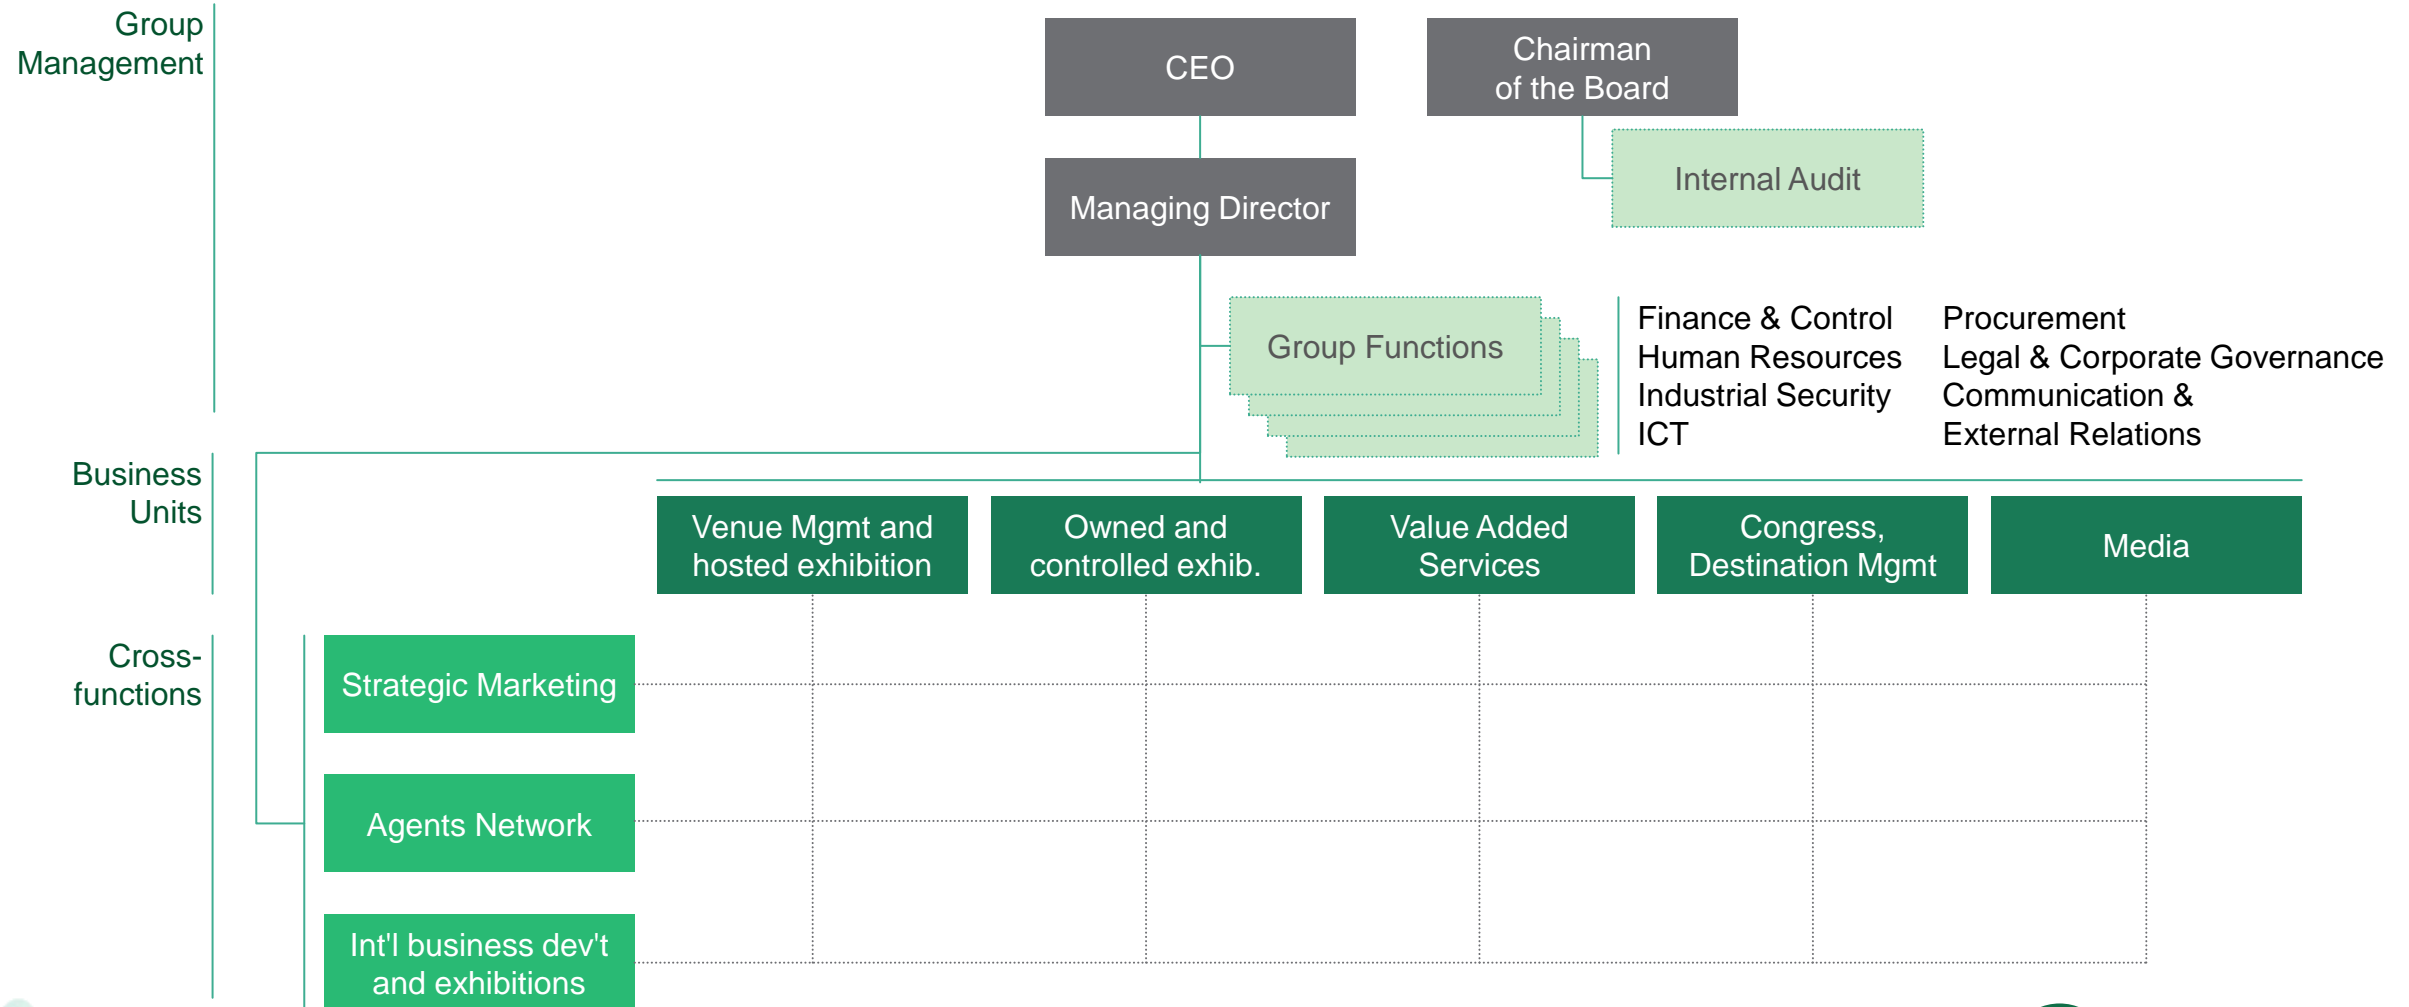 Group
Management
CEO
Chairman
of the Board
Managing Director
Internal Audit
Group Functions
Finance & Control
Human Resources
Industrial Security
ICT
Procurement
Legal & Corporate Governance
Communication &
External Relations
Business
Units
Venue Mgmt and
hosted exhibition
Owned and
controlled exhib.
Value Added
Services
Congress,
Destination Mgmt
Media
Cross-
functions
Strategic Marketing
Agents Network
Int'l business dev't
and exhibitions